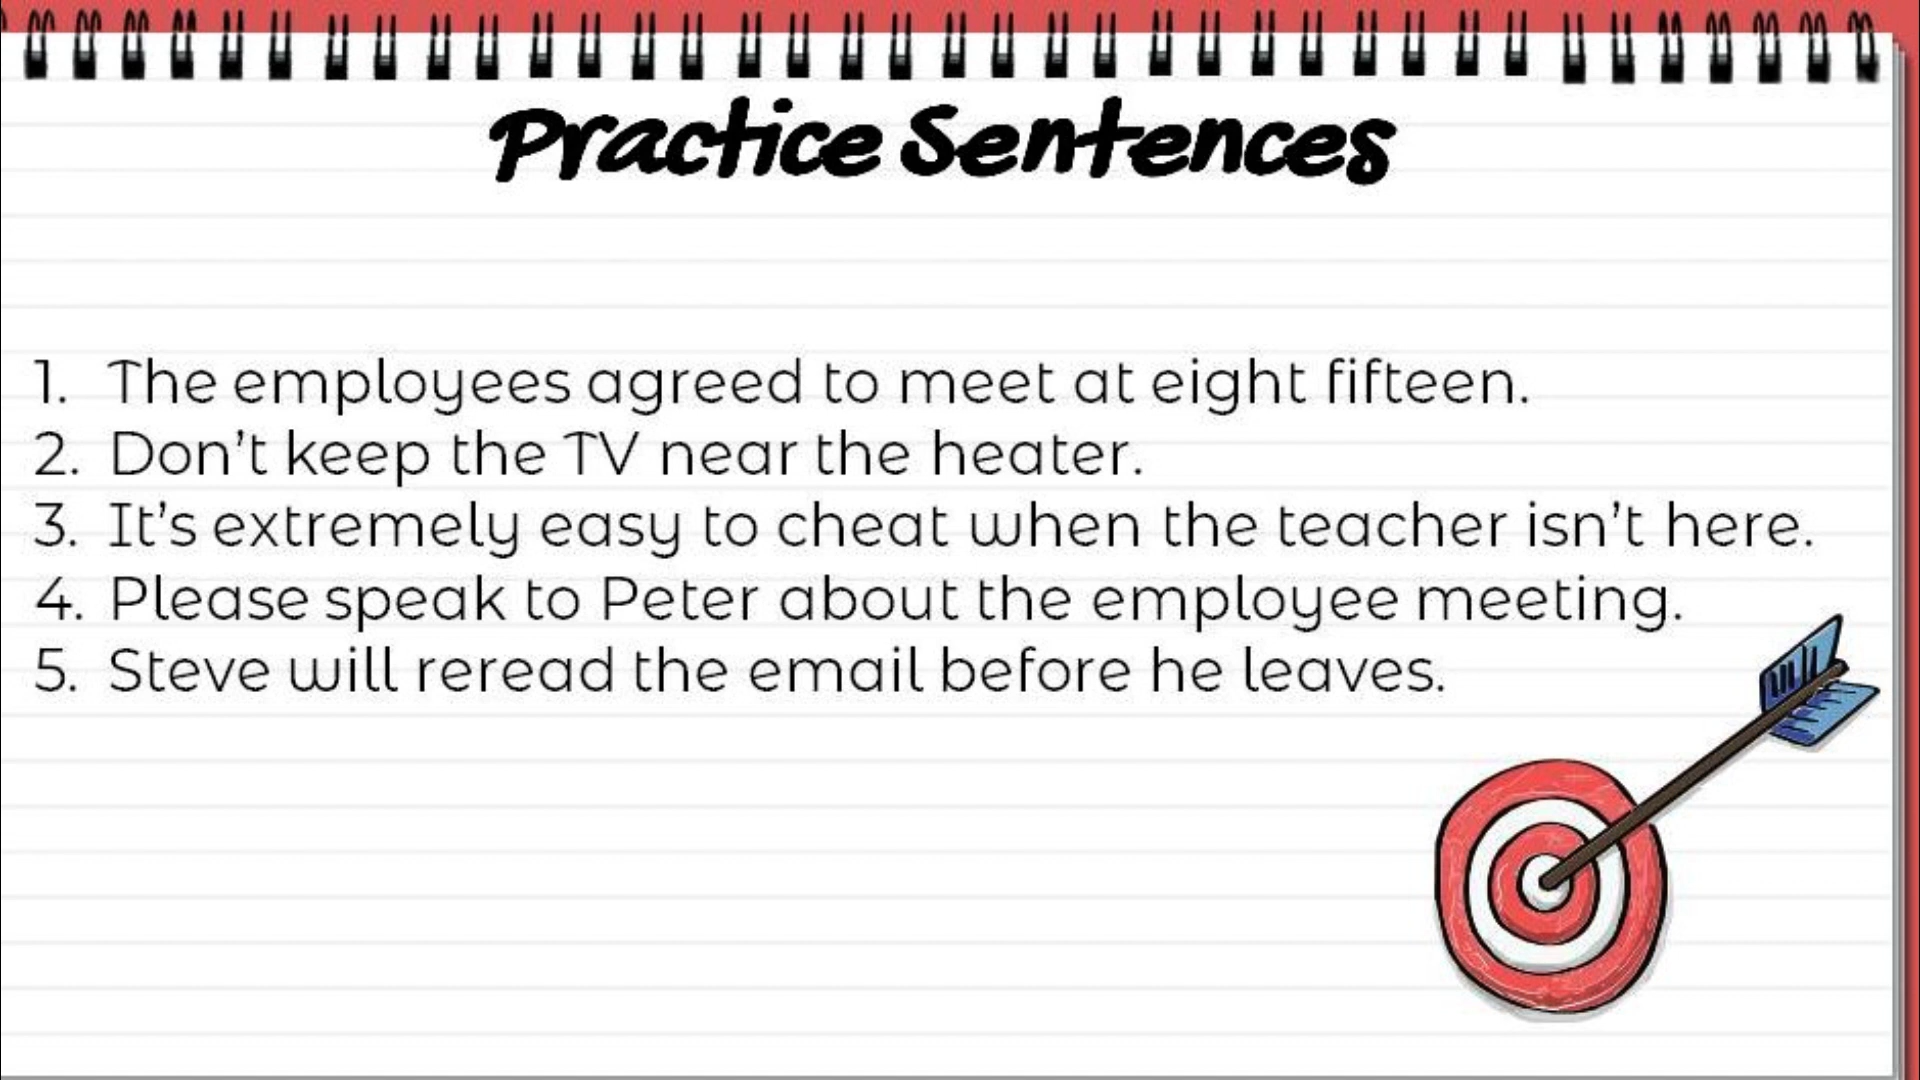 Practice Sentences
1. The employees agreed to meet at eight fifteen.
2. Don’t keep the TV near the heater.
3. It’s extremely easy to cheat when the teacher isn’t here.
4. Please speak to Peter about the employee meeting.
5. Steve will reread the email before he leaves.